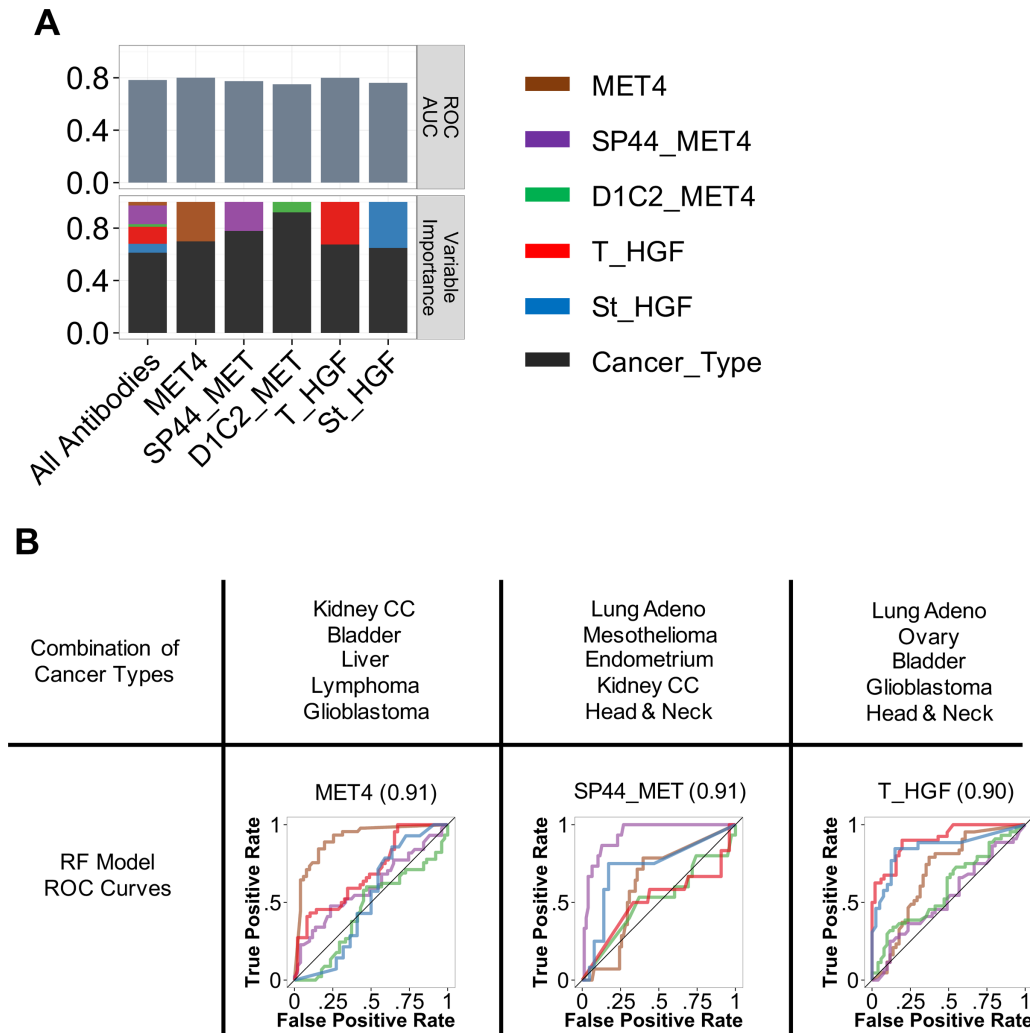 A
0.8
0.4
0.0
ROC
AUC
0.8
0.4
0.0
Variable
Importance
All Antibodies
MET4
SP44_MET
D1C2_MET
T_HGF
St_HGF
MET4
SP44_MET4
D1C2_MET4
T_HGF
St_HGF
Cancer_Type
B
Combination of
Cancer Types
Kidney CC
Bladder
Liver
Lymphoma
Glioblastoma
Lung Adeno
Mesothelioma
Endometrium
Kidney CC
Head & Neck
Lung Adeno
Ovary
Bladder
Glioblastoma
Head & Neck
RF Model
ROC Curves
MET4 (0.91)
True Positive Rate
1
.5
0
0 .25 .5 .75 1
False Positive Rate
SP44_MET (0.91)
True Positive Rate
1
.5
0
0 .25 .5 .75 1
False Positive Rate
T_HGF (0.90)
True Positive Rate
1
.5
0
0 .25 .5 .75 1
False Positive Rate